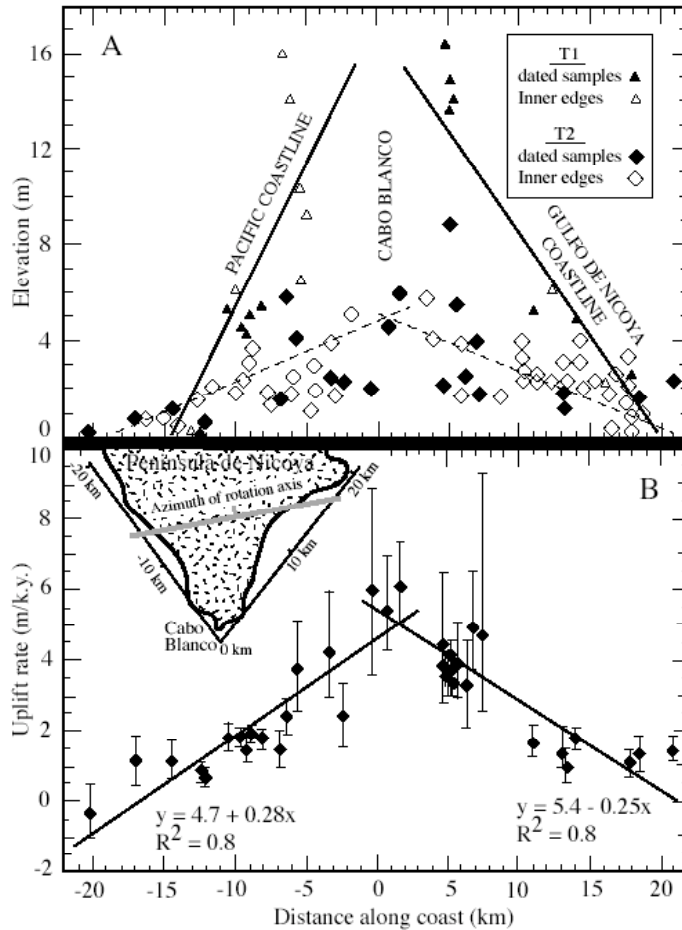 A
16
12
8
4
0
Elevation (m)
PACIFIC COASTLINE
CABO BLANCO
GULFO DE NICOYA
COASTLINE
T1
dated samples
Inner edges
T2
dated samples
Inner edges
B
10
8
6
4
2
0
-2
Uplift rate (m/k.y.)
Península de Nicoya
Azimuth of rotation axis
-20 km
20 km
-10 km
10 km
Cabo
Blanco
0 km
y = 4.7 + 0.28x
R2 = 0.8
y = 5.4 - 0.25x
R2 = 0.8
-20 -15 -10 -5 0 5 10 15 20
Distance along coast (km)